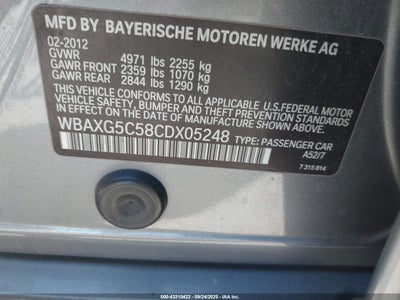 MFD BY BAYERISCHE MOTOREN WERKE AG
02-2012
GVWR 4971 lbs 2255 kg
GAWR FRONT 2359 lbs 1070 kg
GAWR REAR 2844 lbs 1290 kg
THIS VEHICLE CONFORMS TO ALL APPLICABLE U.S.FEDERAL MOTOR
VEHICLE SAFETY, BUMPER AND THEFT PREVENTION STANDARDS
IN EFFECT ON THE DATE OF MANUFACTURE SHOWN ABOVE.
WBAXG5C58CDX05248 TYPE: PASSENGER CAR
A52/7
7 315 814
000-43310422 - 09/24/2025 - IAA, Inc.